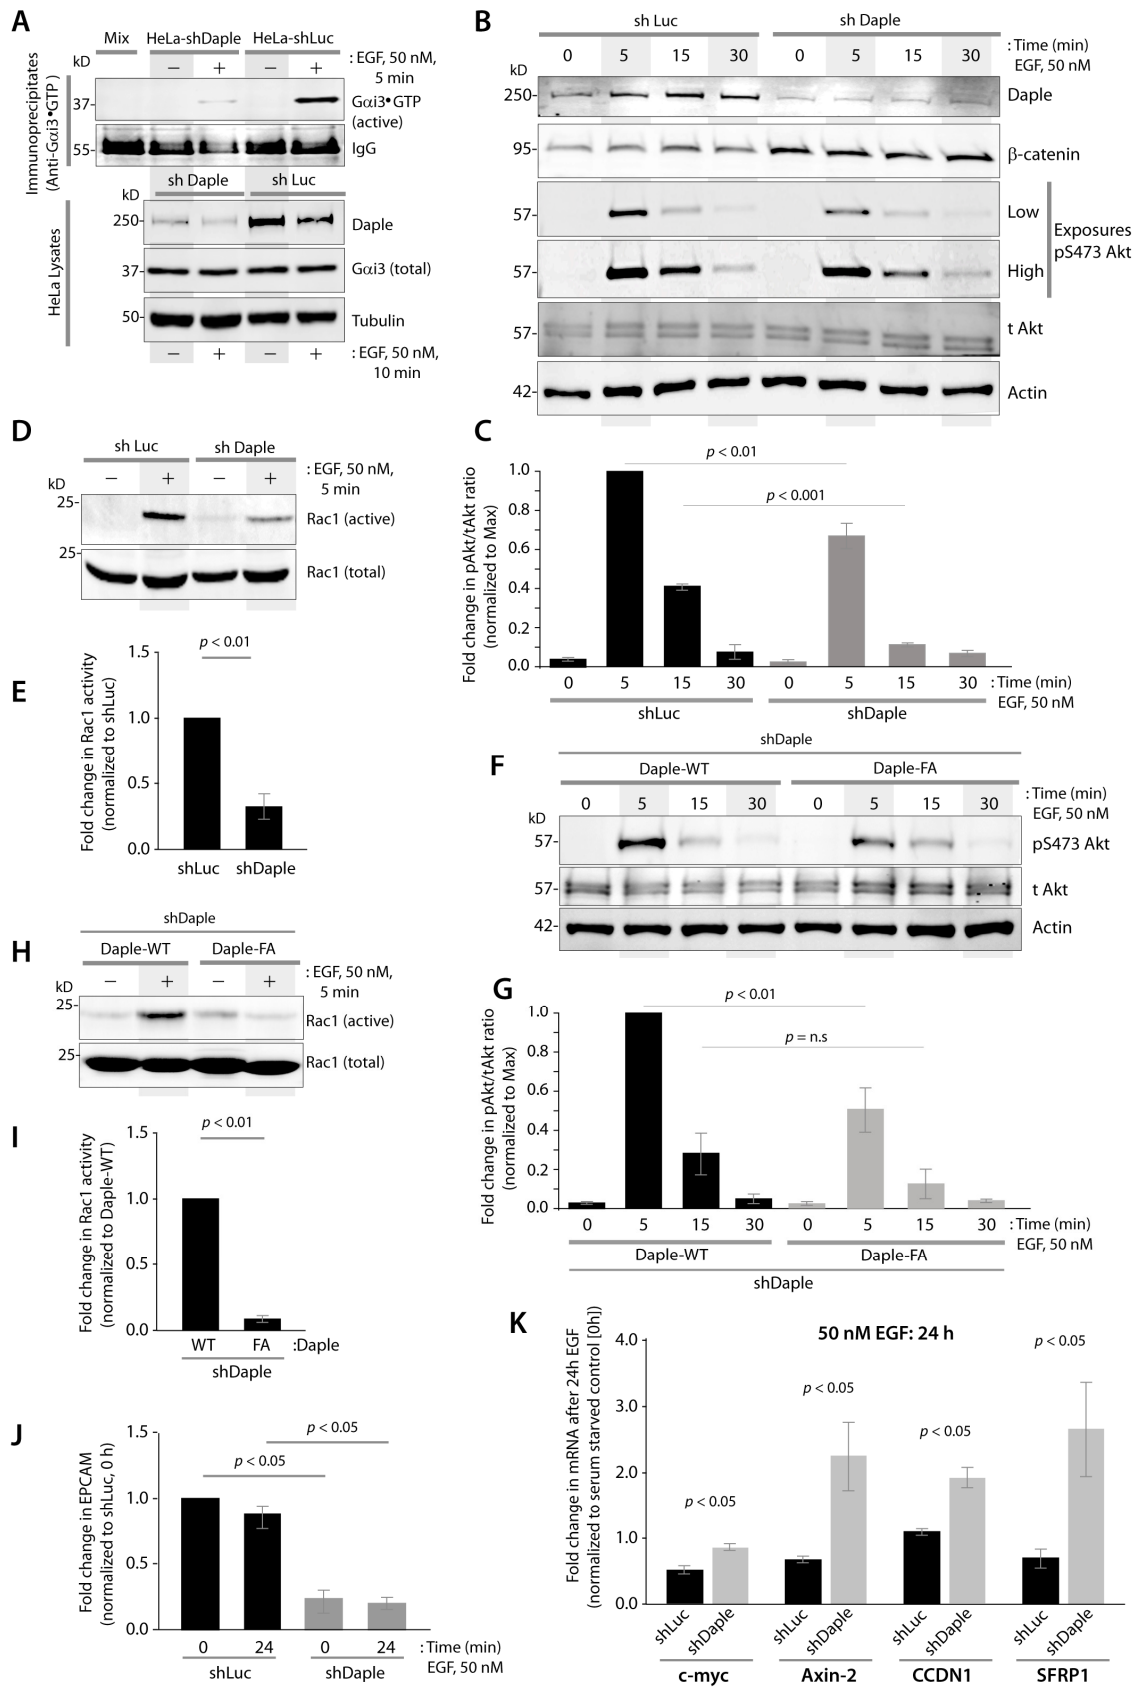 A
Mix HeLa-shDaple HeLa-shLuc
kD − + − + : EGF, 50 nM, 5 min
Immunoprecipitates (Anti-Gαi3•GTP)
37- Gαi3•GTP (active)
55- IgG
sh Daple sh Luc
kD
HeLa Lysates
250- Daple
37- Gαi3 (total)
50- Tubulin
− + − + : EGF, 50 nM, 10 min
B
sh Luc sh Daple
0 5 15 30 0 5 15 30 : Time (min) EGF, 50 nM
kD
250- Daple
95- β-catenin
57- Low
57- High
Exposures pS473 Akt
57- t Akt
42- Actin
D
sh Luc sh Daple
kD − + − + : EGF, 50 nM, 5 min
25- Rac1 (active)
25- Rac1 (total)
C
Fold change in pAkt/tAkt ratio (normalized to Max)
p < 0.01
p < 0.001
1.0
0.8
0.6
0.4
0.2
0.0
0 5 15 30 0 5 15 30 : Time (min) EGF, 50 nM
shLuc shDaple
E
Fold change in Rac1 activity (normalized to shLuc)
p < 0.01
1.5
1.0
0.5
0.0
shLuc shDaple
F
shDaple
Daple-WT Daple-FA
0 5 15 30 0 5 15 30 : Time (min) EGF, 50 nM
kD
57- pS473 Akt
57- t Akt
42- Actin
H
shDaple
Daple-WT Daple-FA
kD − + − + : EGF, 50 nM, 5 min
25- Rac1 (active)
25- Rac1 (total)
G
Fold change in pAkt/tAkt ratio (normalized to Max)
p < 0.01
p = n.s
1.0
0.8
0.6
0.4
0.2
0.0
0 5 15 30 0 5 15 30 : Time (min) EGF, 50 nM
Daple-WT Daple-FA
shDaple
I
Fold change in Rac1 activity (normalized to Daple-WT)
p < 0.01
1.5
1.0
0.5
0.0
WT FA :Daple
shDaple
J
Fold change in EPCAM (normalized to shLuc, 0 h)
p < 0.05
p < 0.05
1.5
1.0
0.5
0.0
0 24 0 24 : Time (min) EGF, 50 nM
shLuc shDaple
K
50 nM EGF: 24 h
Fold change in mRNA after 24h EGF (normalized to serum starved control [0h])
p < 0.05
p < 0.05
p < 0.05
p < 0.05
4.0
3.0
2.0
1.0
0.0
shLuc shDaple shLuc shDaple shLuc shDaple shLuc shDaple
c-myc Axin-2 CCDN1 SFRP1